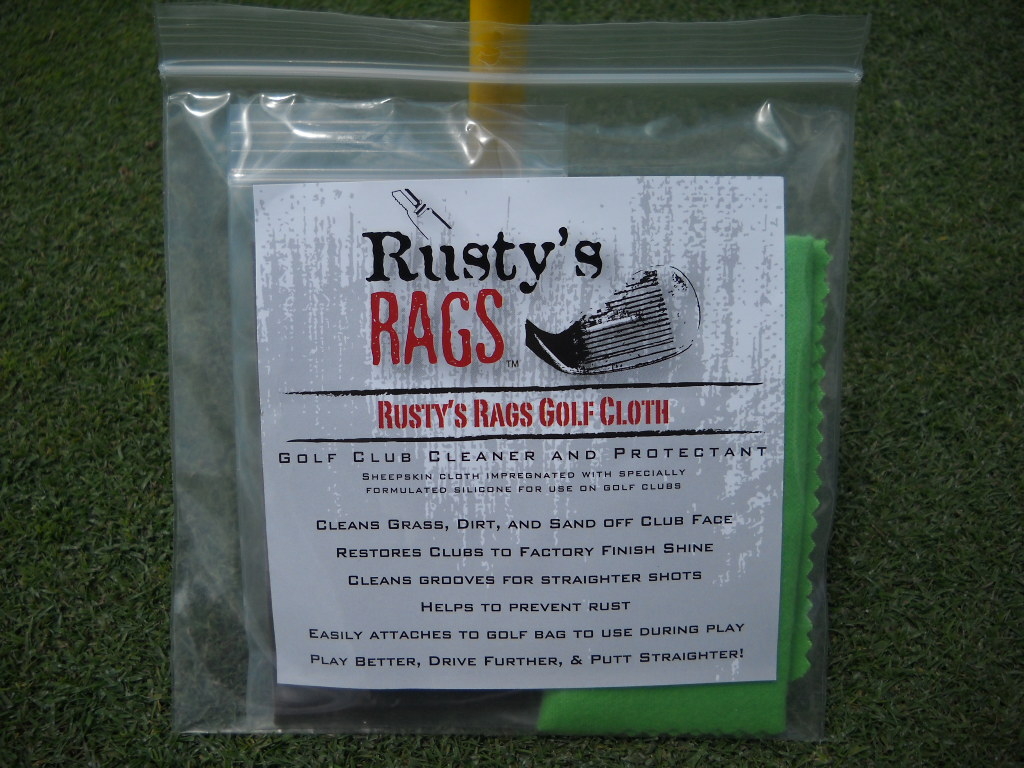 Rusty's
RAGS™
Rusty's Rags Golf Cloth
Golf Club Cleaner and Protectant
Sheepskin cloth impregnated with specially
formulated silicone for use on golf clubs
Cleans Grass, Dirt, and Sand off Club Face
Restores Clubs to Factory Finish Shine
Cleans grooves for straighter shots
Helps to prevent rust
Easily attaches to golf bag to use during play
Play Better, Drive Further, & Putt Straighter!